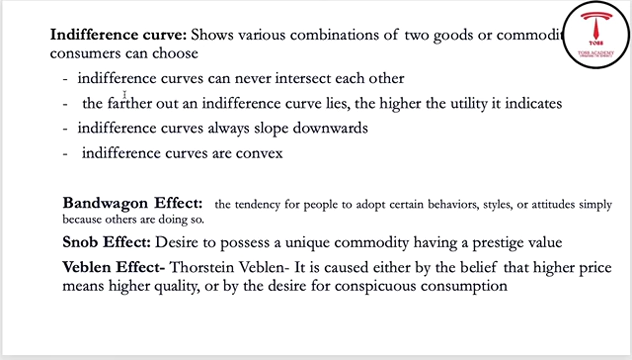 Indifference curve: Shows various combinations of two goods or commodit
consumers can choose
- indifference curves can never intersect each other
- the farther out an indifference curve lies, the higher the utility it indicates
- indifference curves always slope downwards
- indifference curves are convex
Bandwagon Effect: the tendency for people to adopt certain behaviors, styles, or attitudes simply
because others are doing so.
Snob Effect: Desire to possess a unique commodity having a prestige value
Veblen Effect- Thorstein Veblen- It is caused either by the belief that higher price
means higher quality, or by the desire for conspicuous consumption